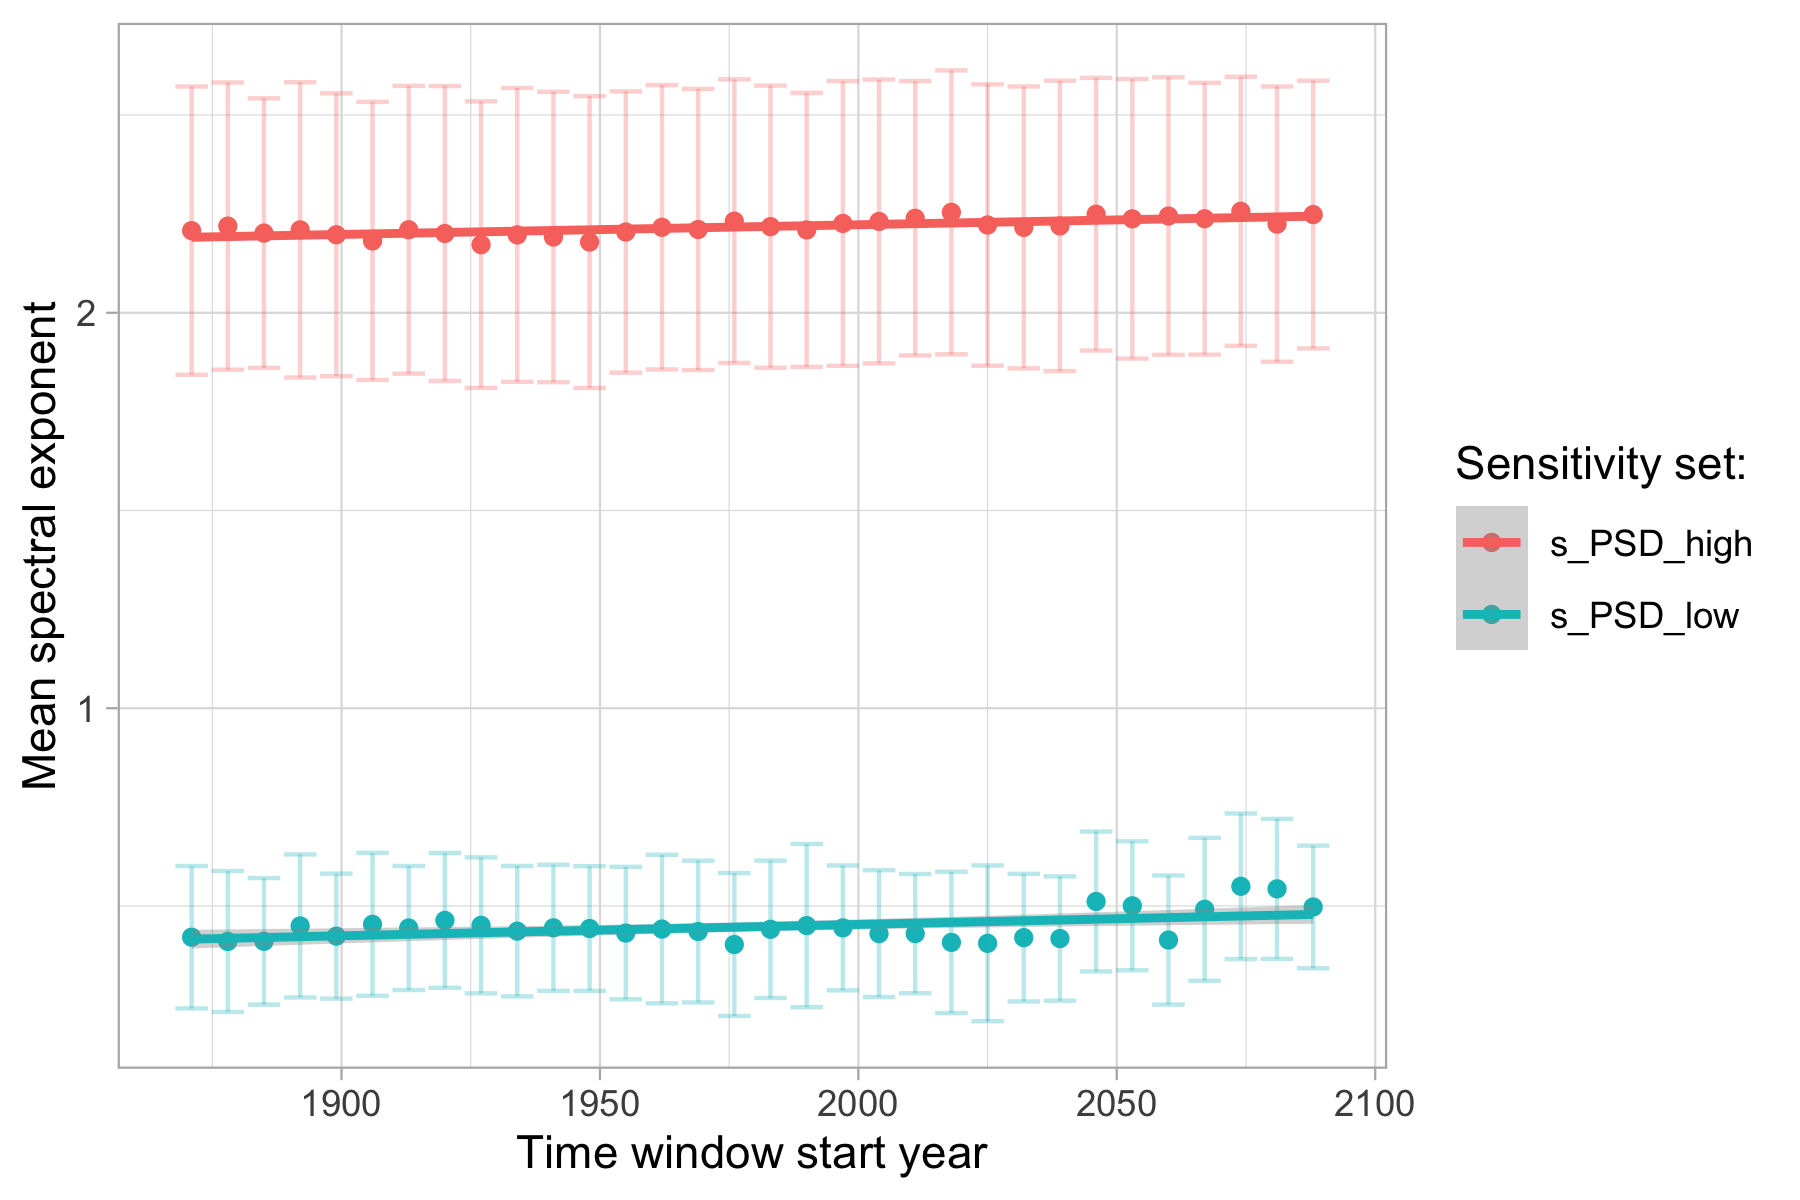 Mean spectral exponent
2
1
1900 1950 2000 2050 2100
Time window start year
Sensitivity set:
s_PSD_high
s_PSD_low